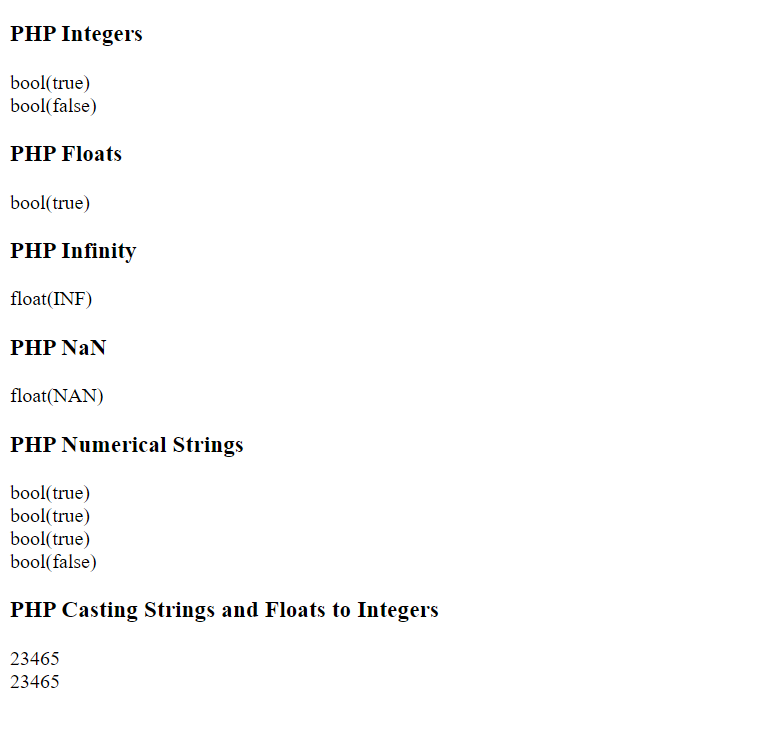 PHP Integers
bool(true)
bool(false)
PHP Floats
bool(true)
PHP Infinity
float(INF)
PHP NaN
float(NAN)
PHP Numerical Strings
bool(true)
bool(true)
bool(true)
bool(false)
PHP Casting Strings and Floats to Integers
23465
23465